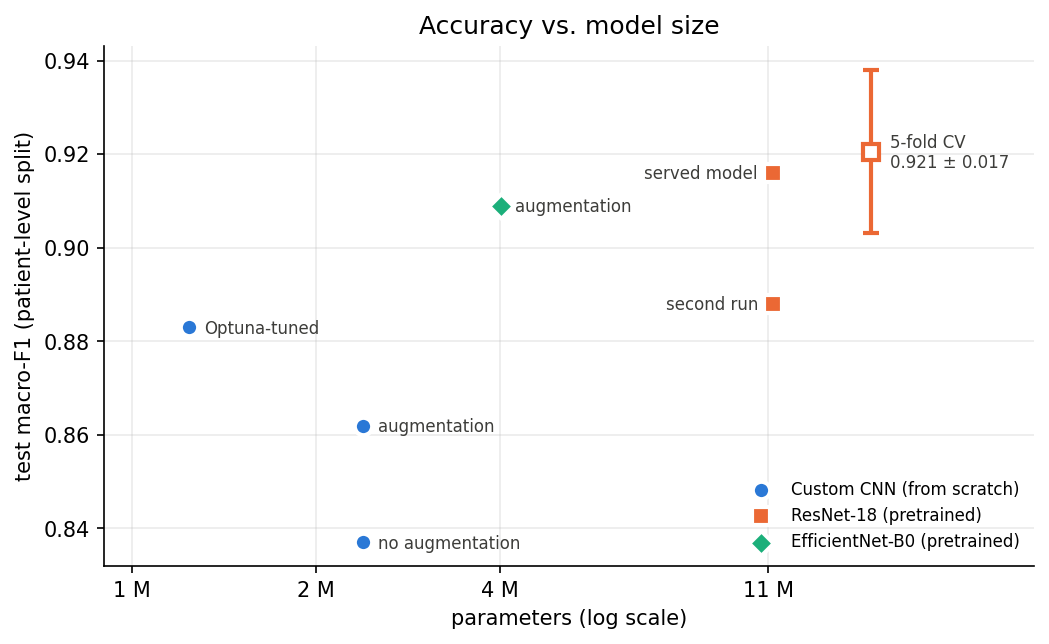 Accuracy vs. model size
test macro-F1 (patient-level split)
0.94
0.92
0.90
0.88
0.86
0.84
5-fold CV
0.921 ± 0.017
served model
augmentation
second run
Optuna-tuned
augmentation
no augmentation
Custom CNN (from scratch)
ResNet-18 (pretrained)
EfficientNet-B0 (pretrained)
1 M
2 M
4 M
11 M
parameters (log scale)